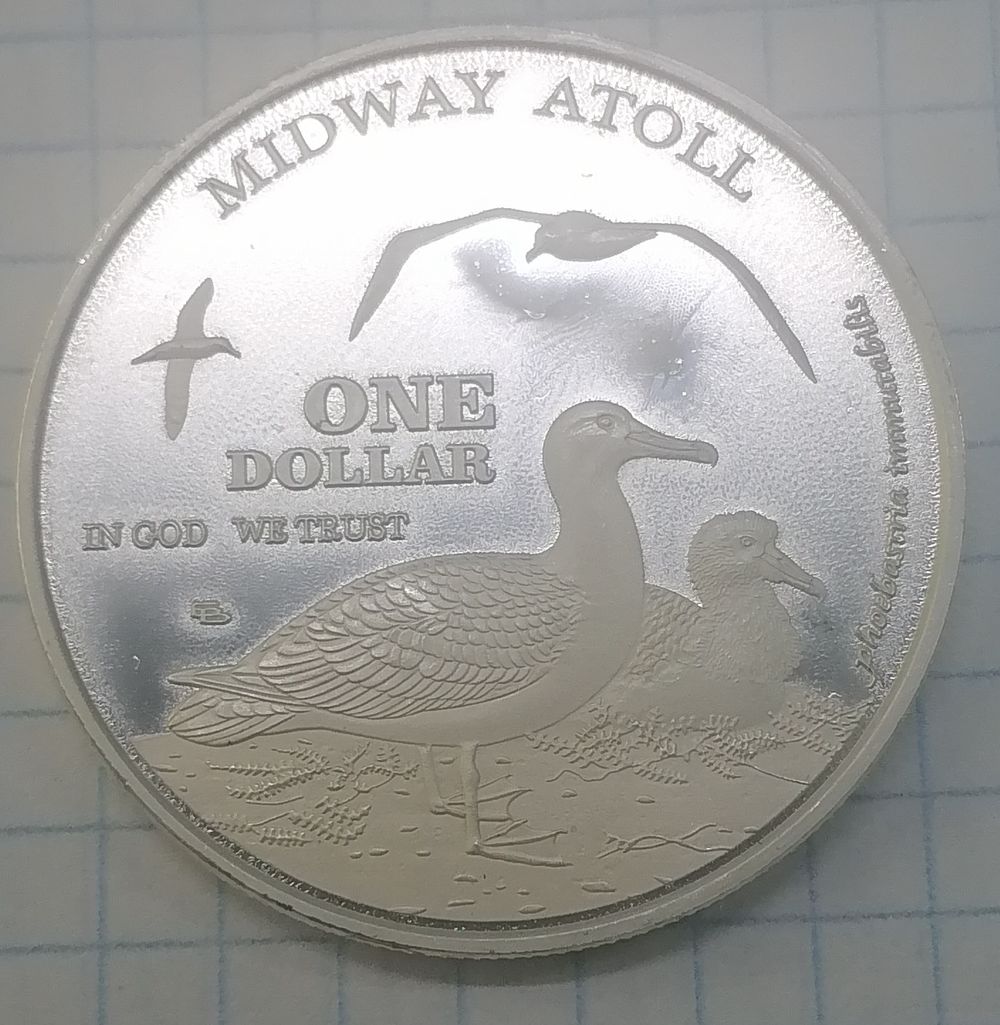 MIDWAY ATOLL
ONE
DOLLAR
IN GOD WE TRUST
Phoebastria immutabilis